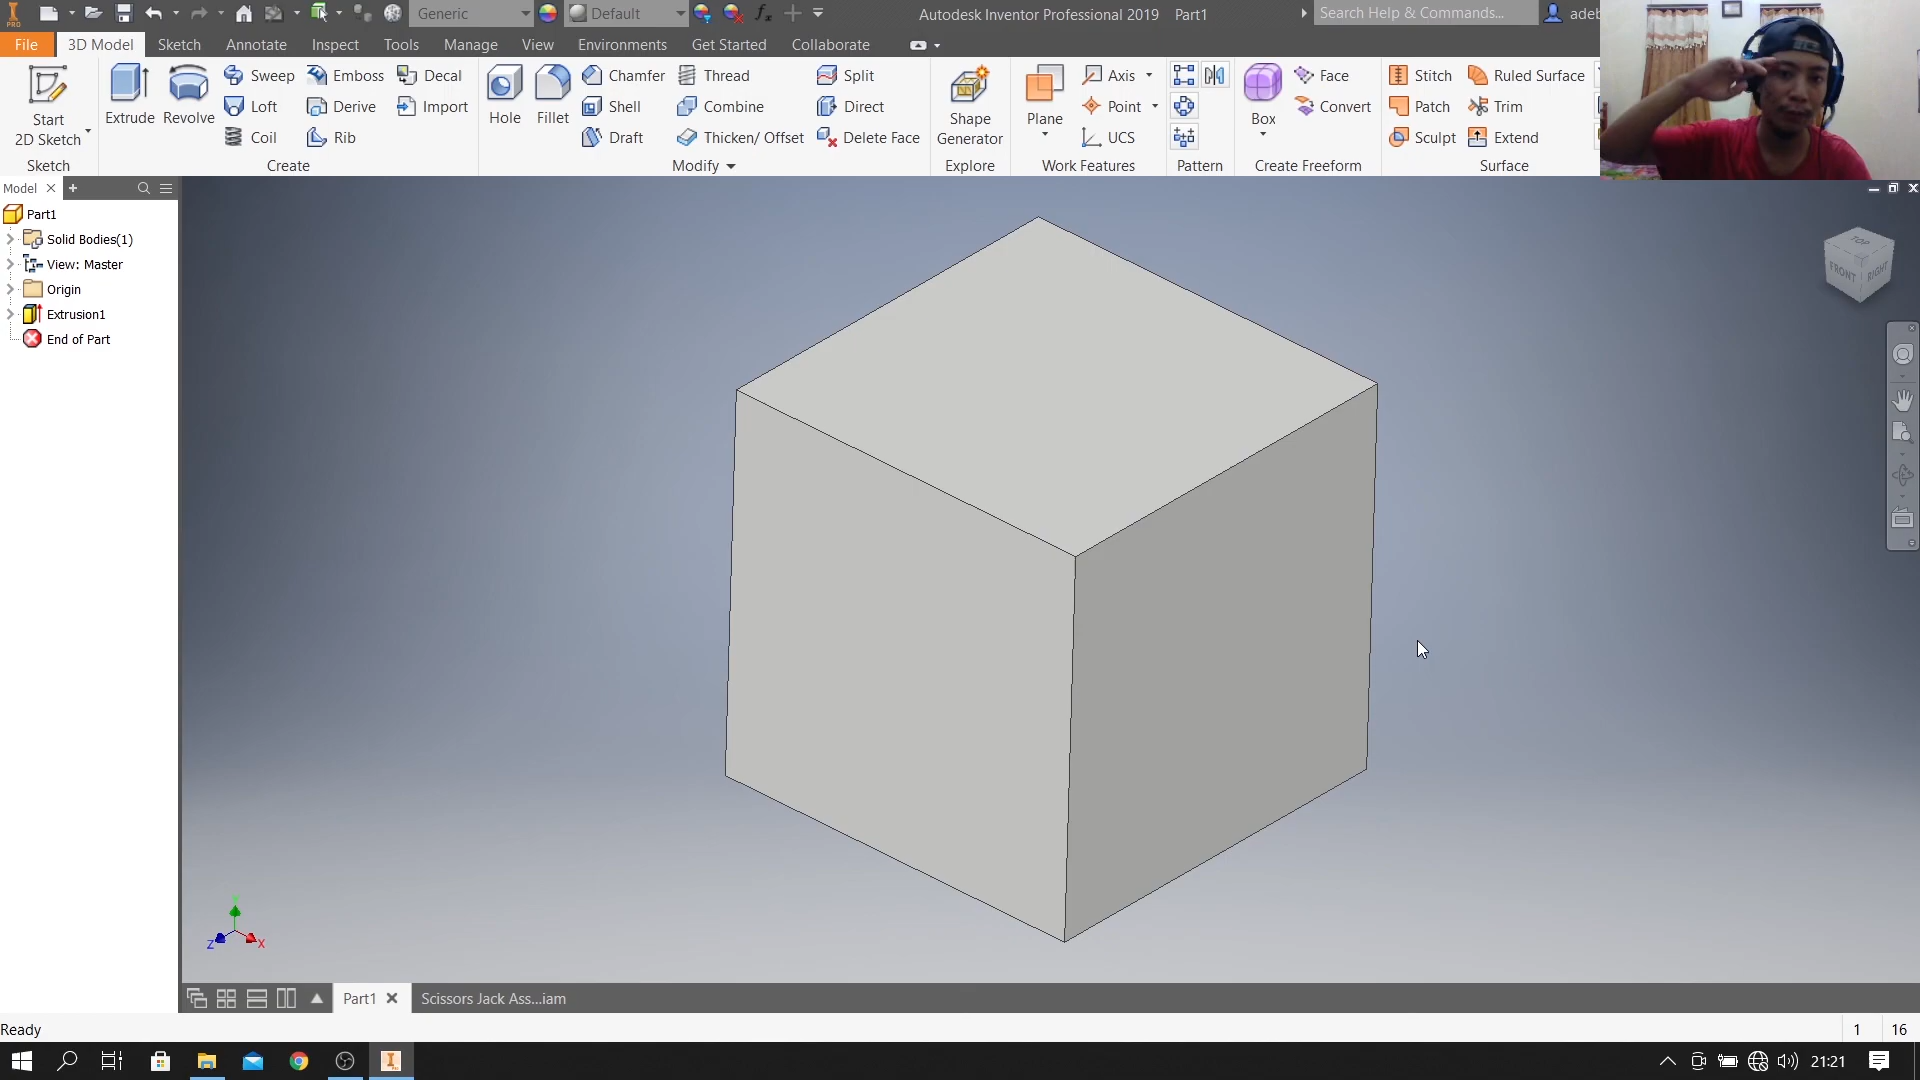 Generic
Default
Autodesk Inventor Professional 2019 Part1
Search Help & Commands...
adeb
File
3D Model
Sketch
Annotate
Inspect
Tools
Manage
View
Environments
Get Started
Collaborate
Start
2D Sketch
Extrude
Revolve
Sweep
Loft
Coil
Emboss
Derive
Rib
Decal
Import
Hole
Fillet
Chamfer
Shell
Draft
Thread
Combine
Thicken/ Offset
Split
Direct
Delete Face
Shape
Generator
Plane
Axis
Point
UCS
Box
Face
Convert
Stitch
Patch
Sculpt
Ruled Surface
Trim
Extend
Sketch
Create
Modify
Explore
Work Features
Pattern
Create Freeform
Surface
Model
Part1
Solid Bodies(1)
View: Master
Origin
Extrusion1
End of Part
TOP
FRONT
RIGHT
Z
X
Part1
Scissors Jack Ass...iam
Ready
1
16
21:21